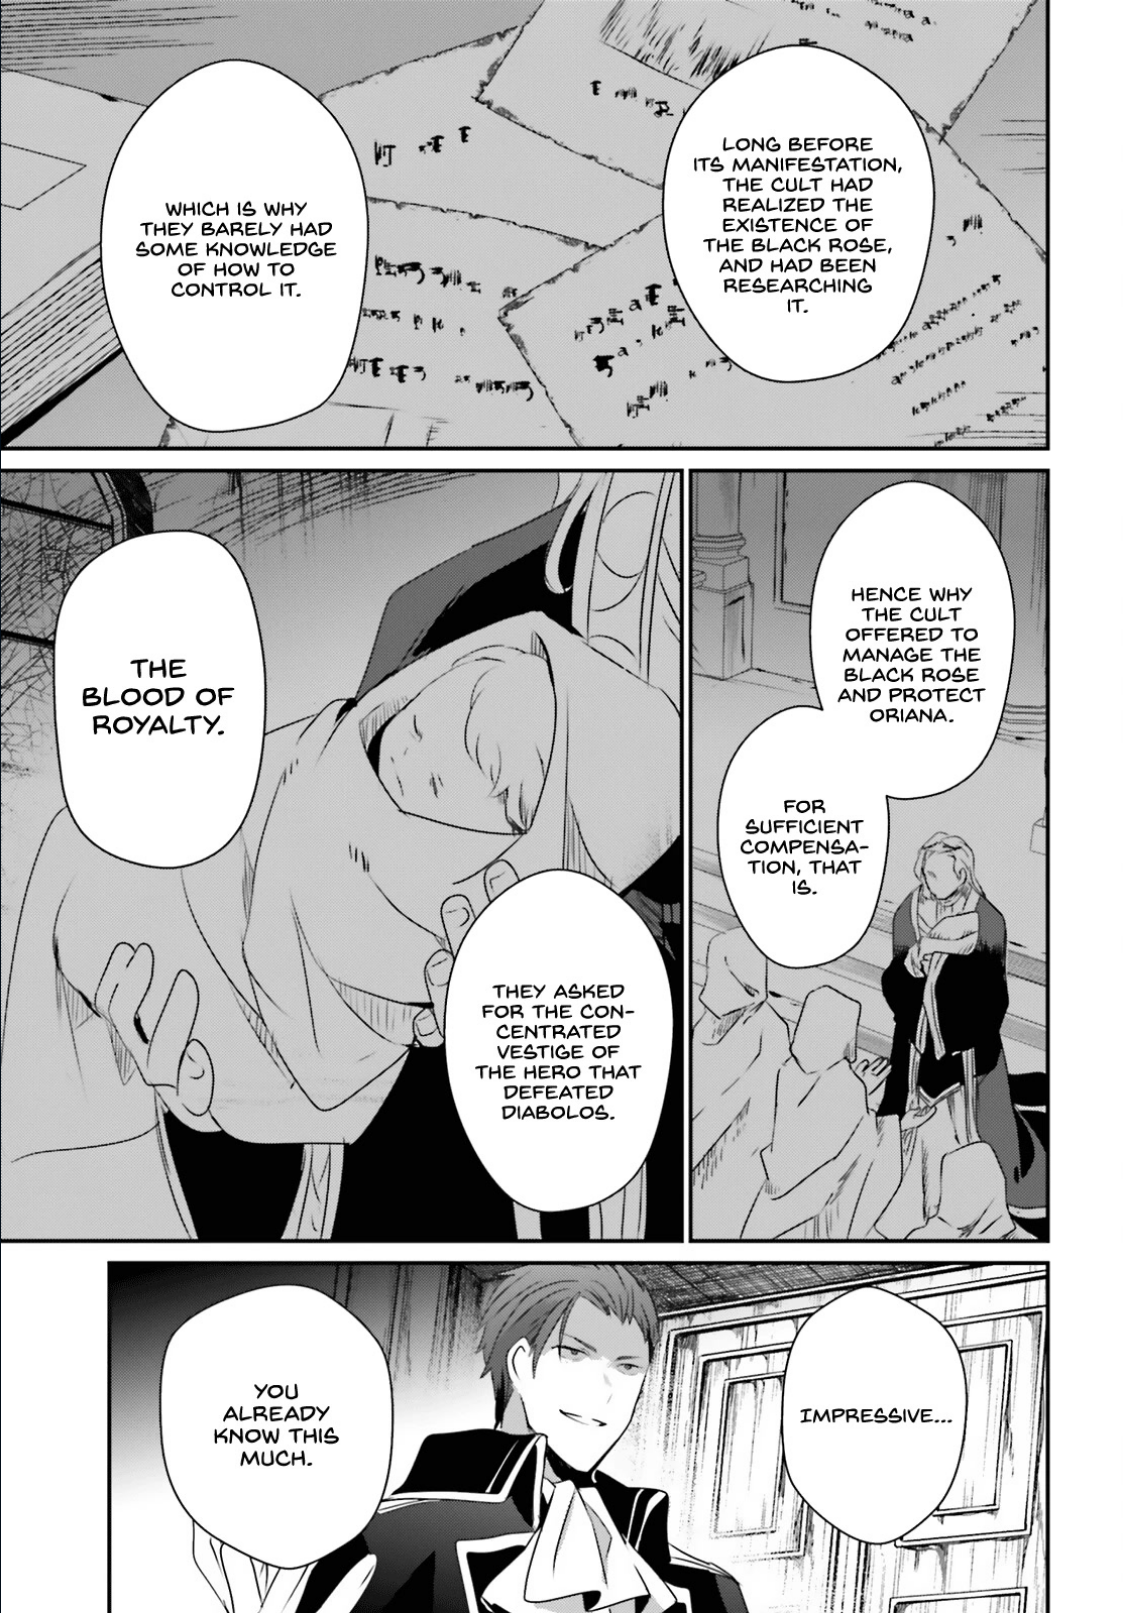 LONG BEFORE
ITS MANIFESTATION,
THE CULT HAD
REALIZED THE
EXISTENCE OF
THE BLACK ROSE,
AND HAD BEEN
RESEARCHING
IT.
WHICH IS WHY
THEY BARELY HAD
SOME KNOWLEDGE
OF HOW TO
CONTROL IT.
HENCE WHY
THE CULT
OFFERED TO
MANAGE THE
BLACK ROSE
AND PROTECT
ORIANA.
FOR
SUFFICIENT
COMPENSA-
TION, THAT
IS.
THE
BLOOD OF
ROYALTY.
THEY ASKED
FOR THE CON-
CENTRATED
VESTIGE OF
THE HERO THAT
DEFEATED
DIABOLOS.
IMPRESSIVE...
YOU
ALREADY
KNOW THIS
MUCH.